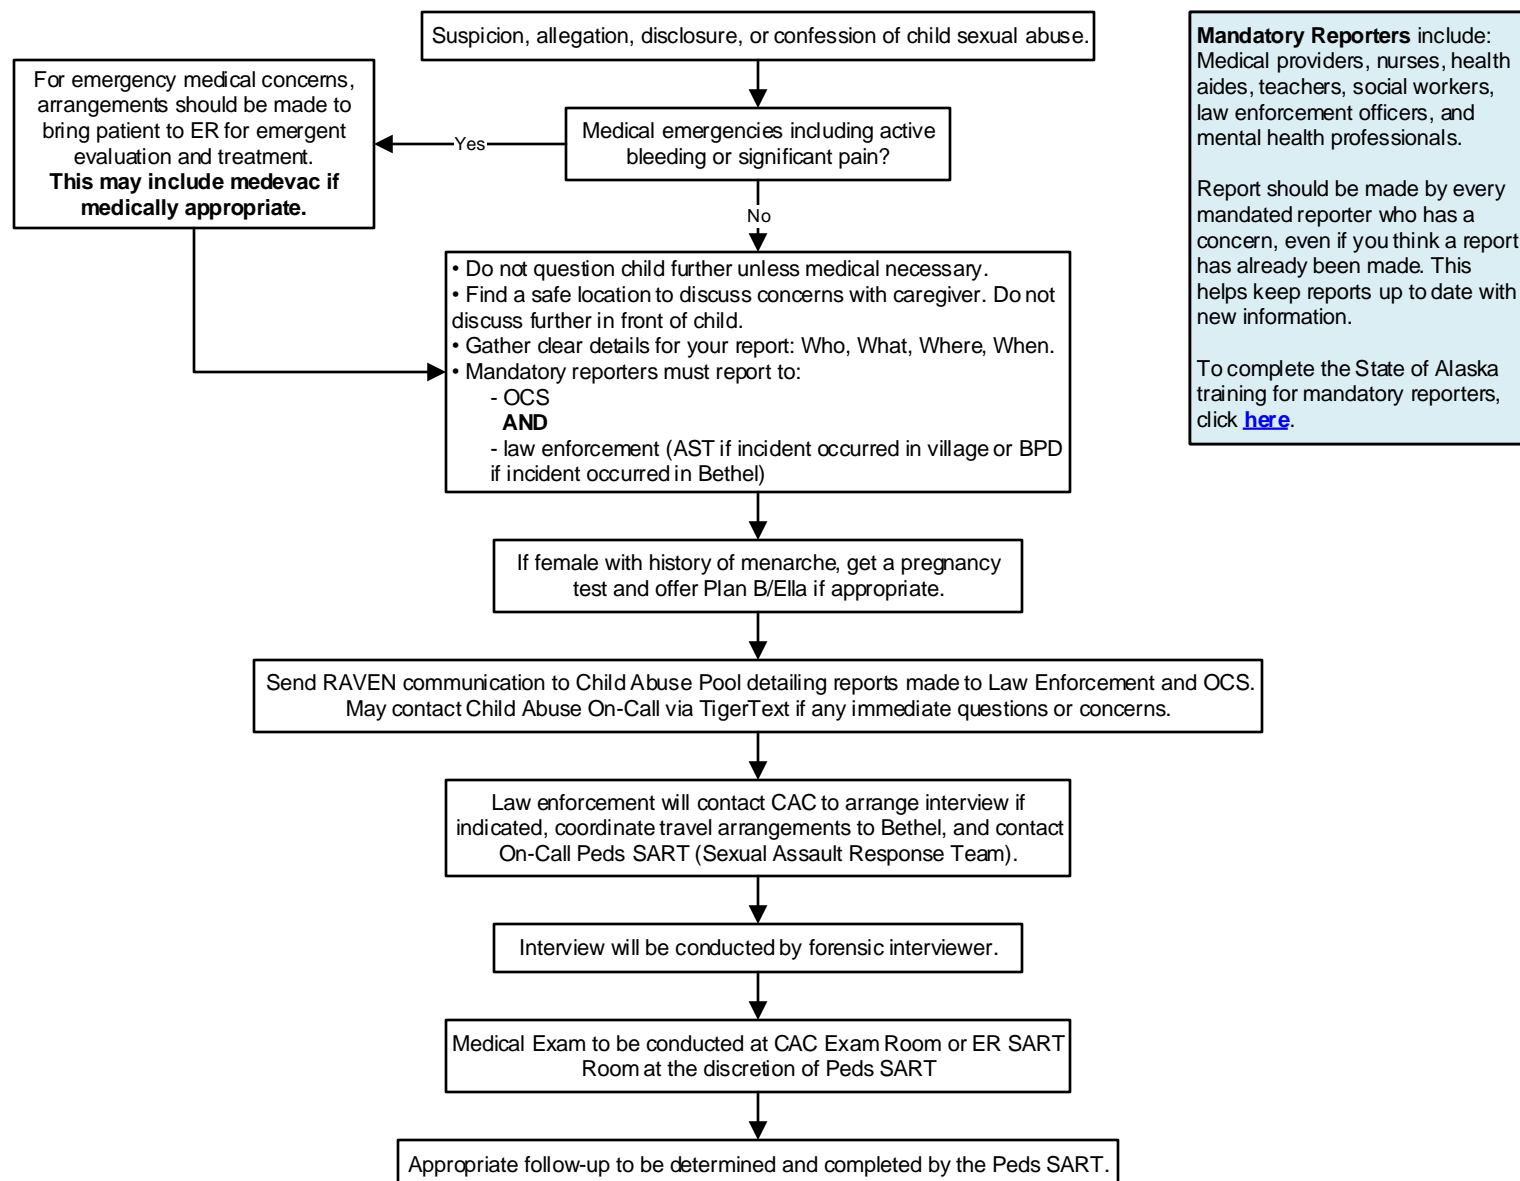 Suspicion, allegation, disclosure, or confession of child sexual abuse.
For emergency medical concerns,
arrangements should be made to
bring patient to ER for emergent
evaluation and treatment.
This may include medevac if
medically appropriate.
Yes
Medical emergencies including active
bleeding or significant pain?
No
• Do not question child further unless medical necessary.
• Find a safe location to discuss concerns with caregiver. Do not
discuss further in front of child.
• Gather clear details for your report: Who, What, Where, When.
• Mandatory reporters must report to:
- OCS
AND
- law enforcement (AST if incident occurred in village or BPD
if incident occurred in Bethel)
If female with history of menarche, get a pregnancy
test and offer Plan B/Ella if appropriate.
Send RAVEN communication to Child Abuse Pool detailing reports made to Law Enforcement and OCS.
May contact Child Abuse On-Call via TigerText if any immediate questions or concerns.
Law enforcement will contact CAC to arrange interview if
indicated, coordinate travel arrangements to Bethel, and contact
On-Call Peds SART (Sexual Assault Response Team).
Interview will be conducted by forensic interviewer.
Medical Exam to be conducted at CAC Exam Room or ER SART
Room at the discretion of Peds SART
Appropriate follow-up to be determined and completed by the Peds SART.
Mandatory Reporters include:
Medical providers, nurses, health
aides, teachers, social workers,
law enforcement officers, and
mental health professionals.
Report should be made by every
mandated reporter who has a
concern, even if you think a report
has already been made. This
helps keep reports up to date with
new information.
To complete the State of Alaska
training for mandatory reporters,
click here.